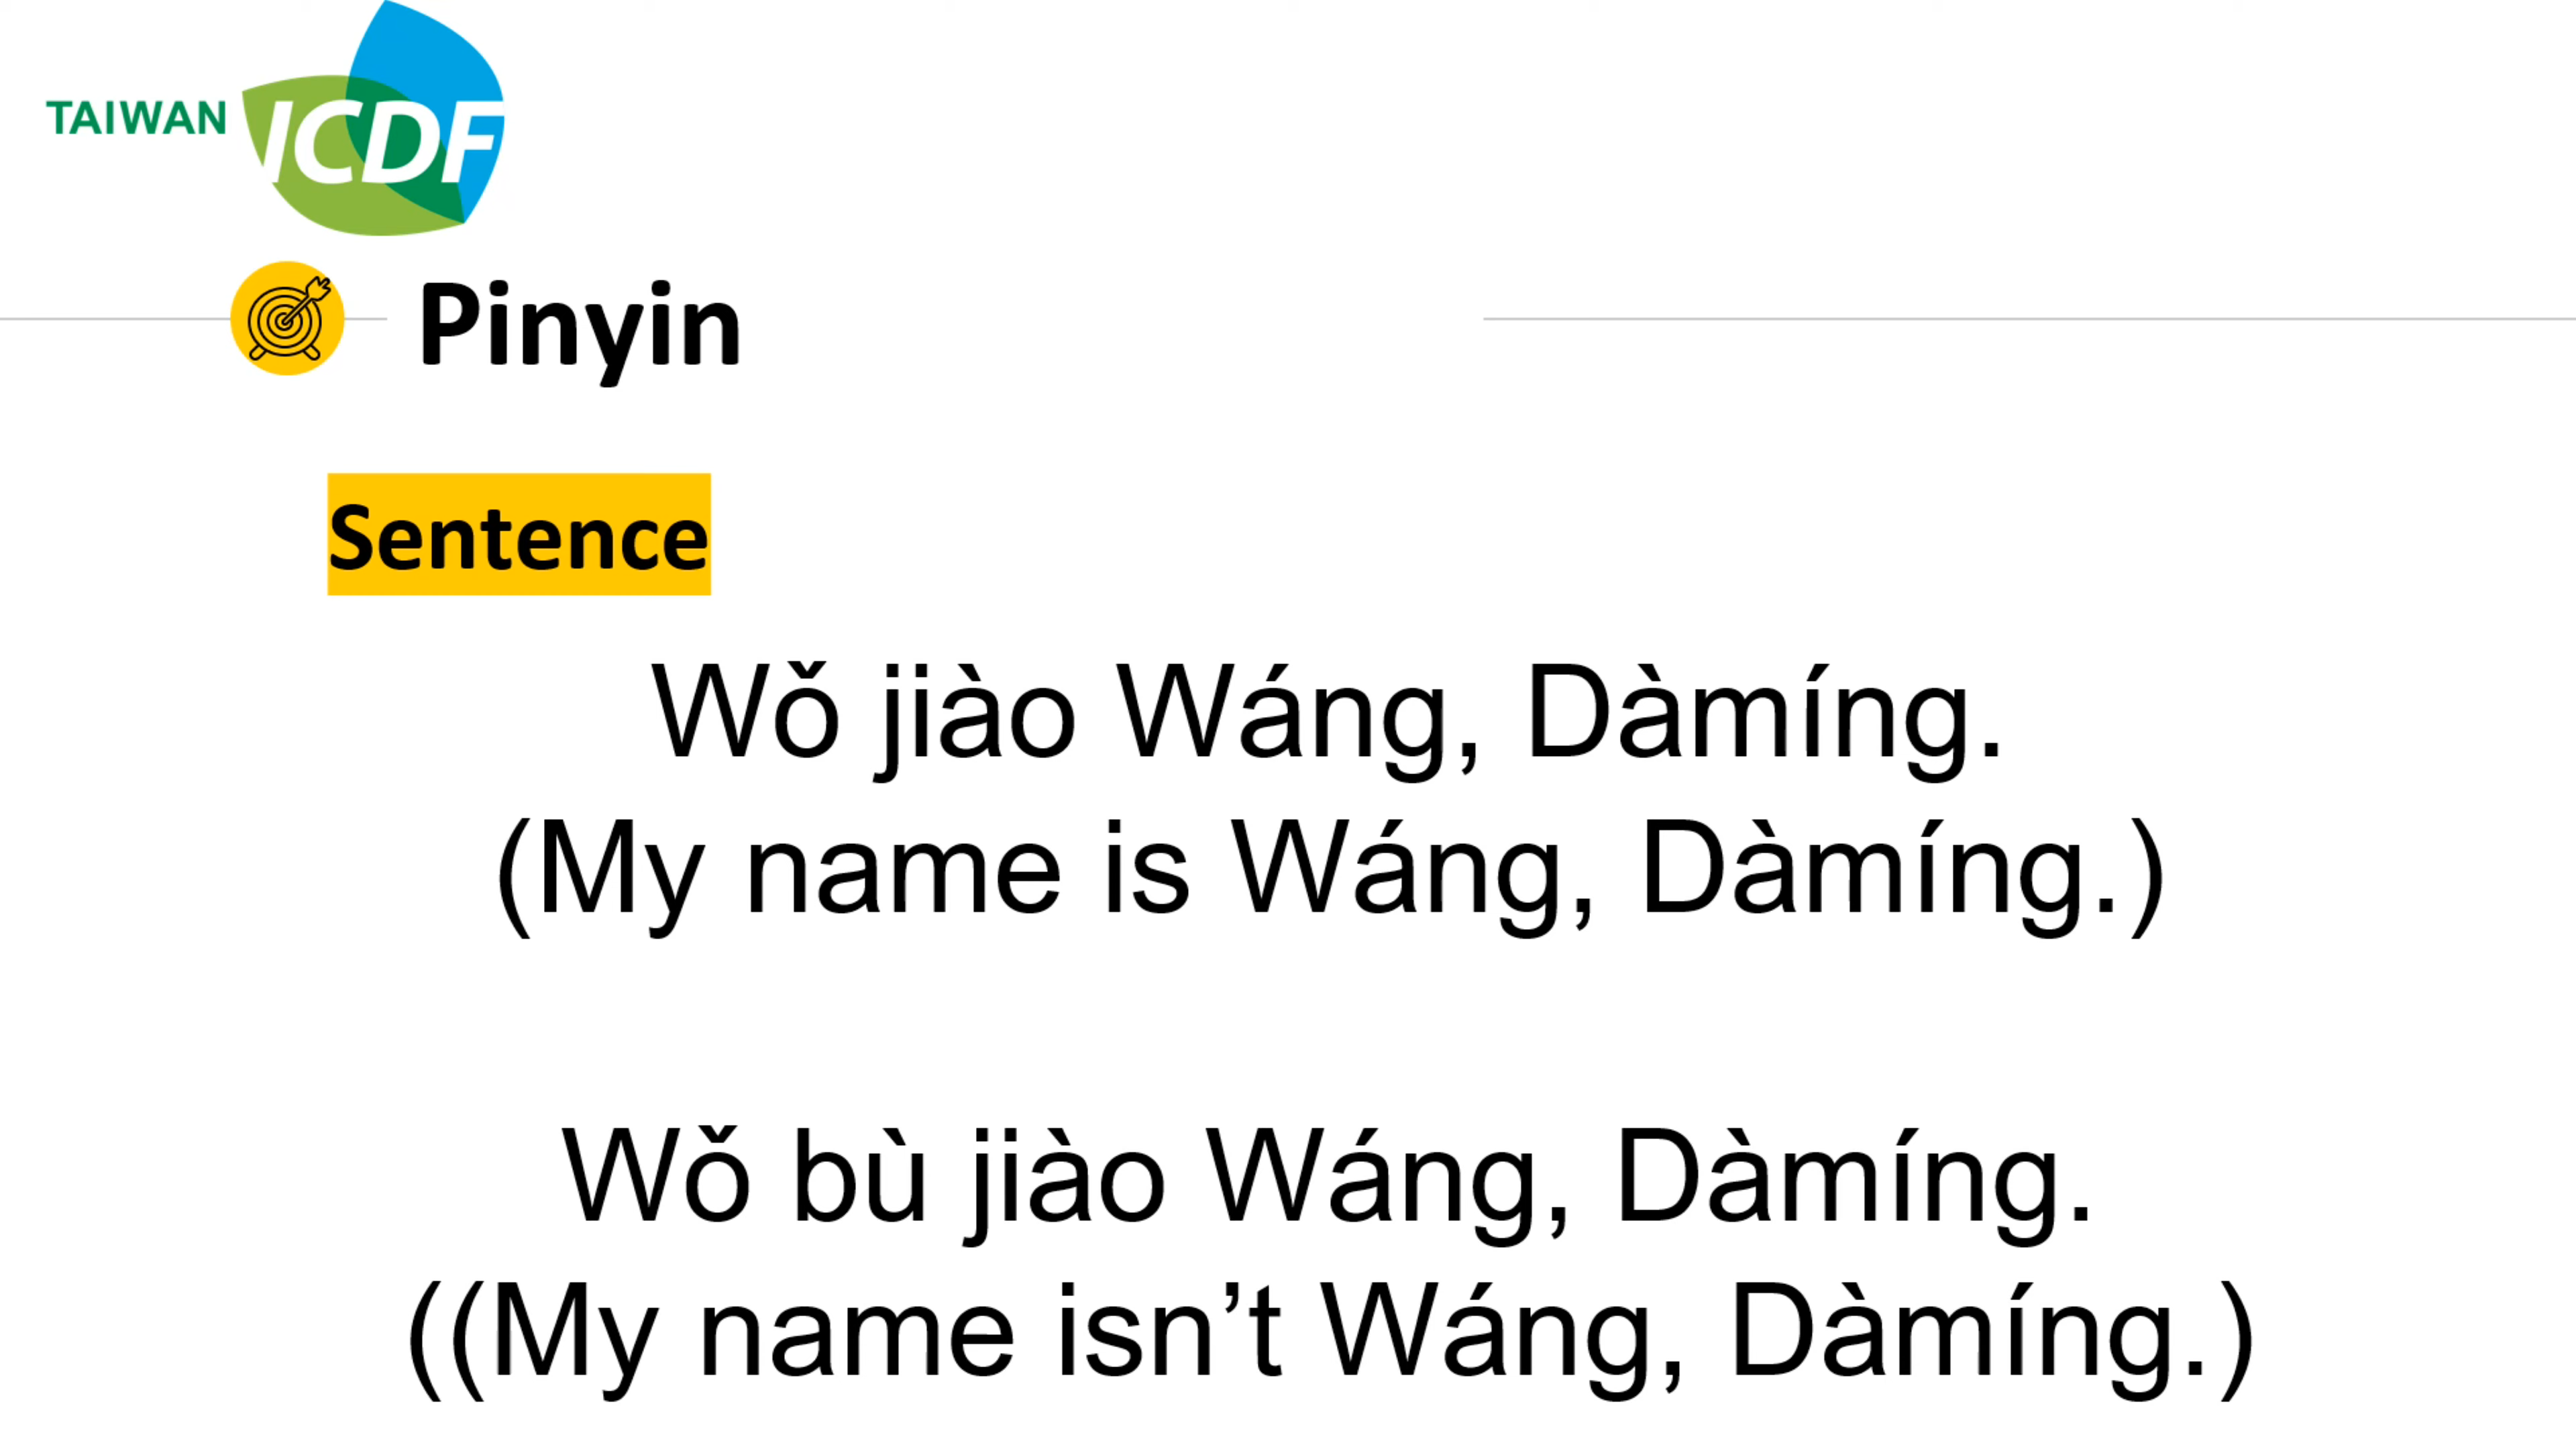 TAIWAN ICDF
Pinyin
Sentence
Wǒ jiào Wáng, Dàmíng.
(My name is Wáng, Dàmíng.)
Wǒ bù jiào Wáng, Dàmíng.
((My name isn’t Wáng, Dàmíng.)